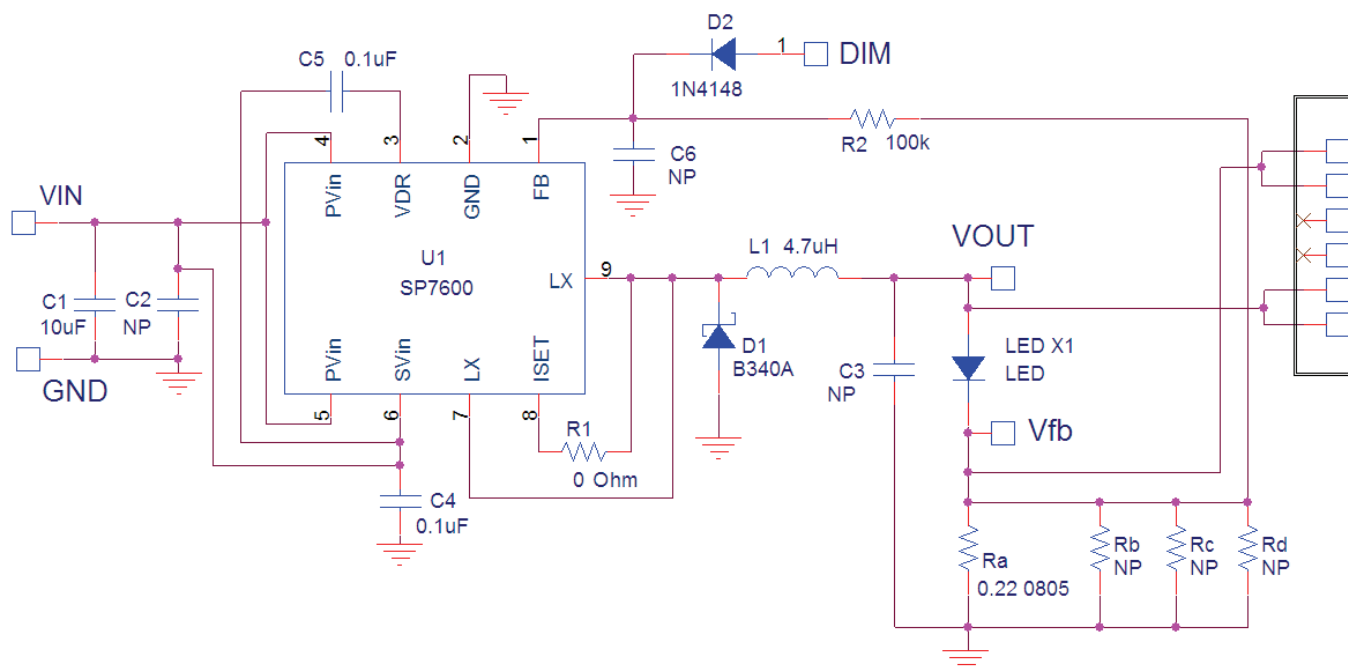 D2
1
DIM
1N4148
C5
0.1uF
4
3
2
1
R2
100k
C6
NP
PVin
VDR
GND
FB
VIN
U1
SP7600
LX
9
L1 4.7uH
VOUT
C1
10uF
C2
NP
D1
B340A
C3
NP
LED X1
LED
GND
PVin
SVin
LX
ISET
5
6
7
8
R1
0 Ohm
Vfb
C4
0.1uF
Ra
0.22 0805
Rb
NP
Rc
NP
Rd
NP